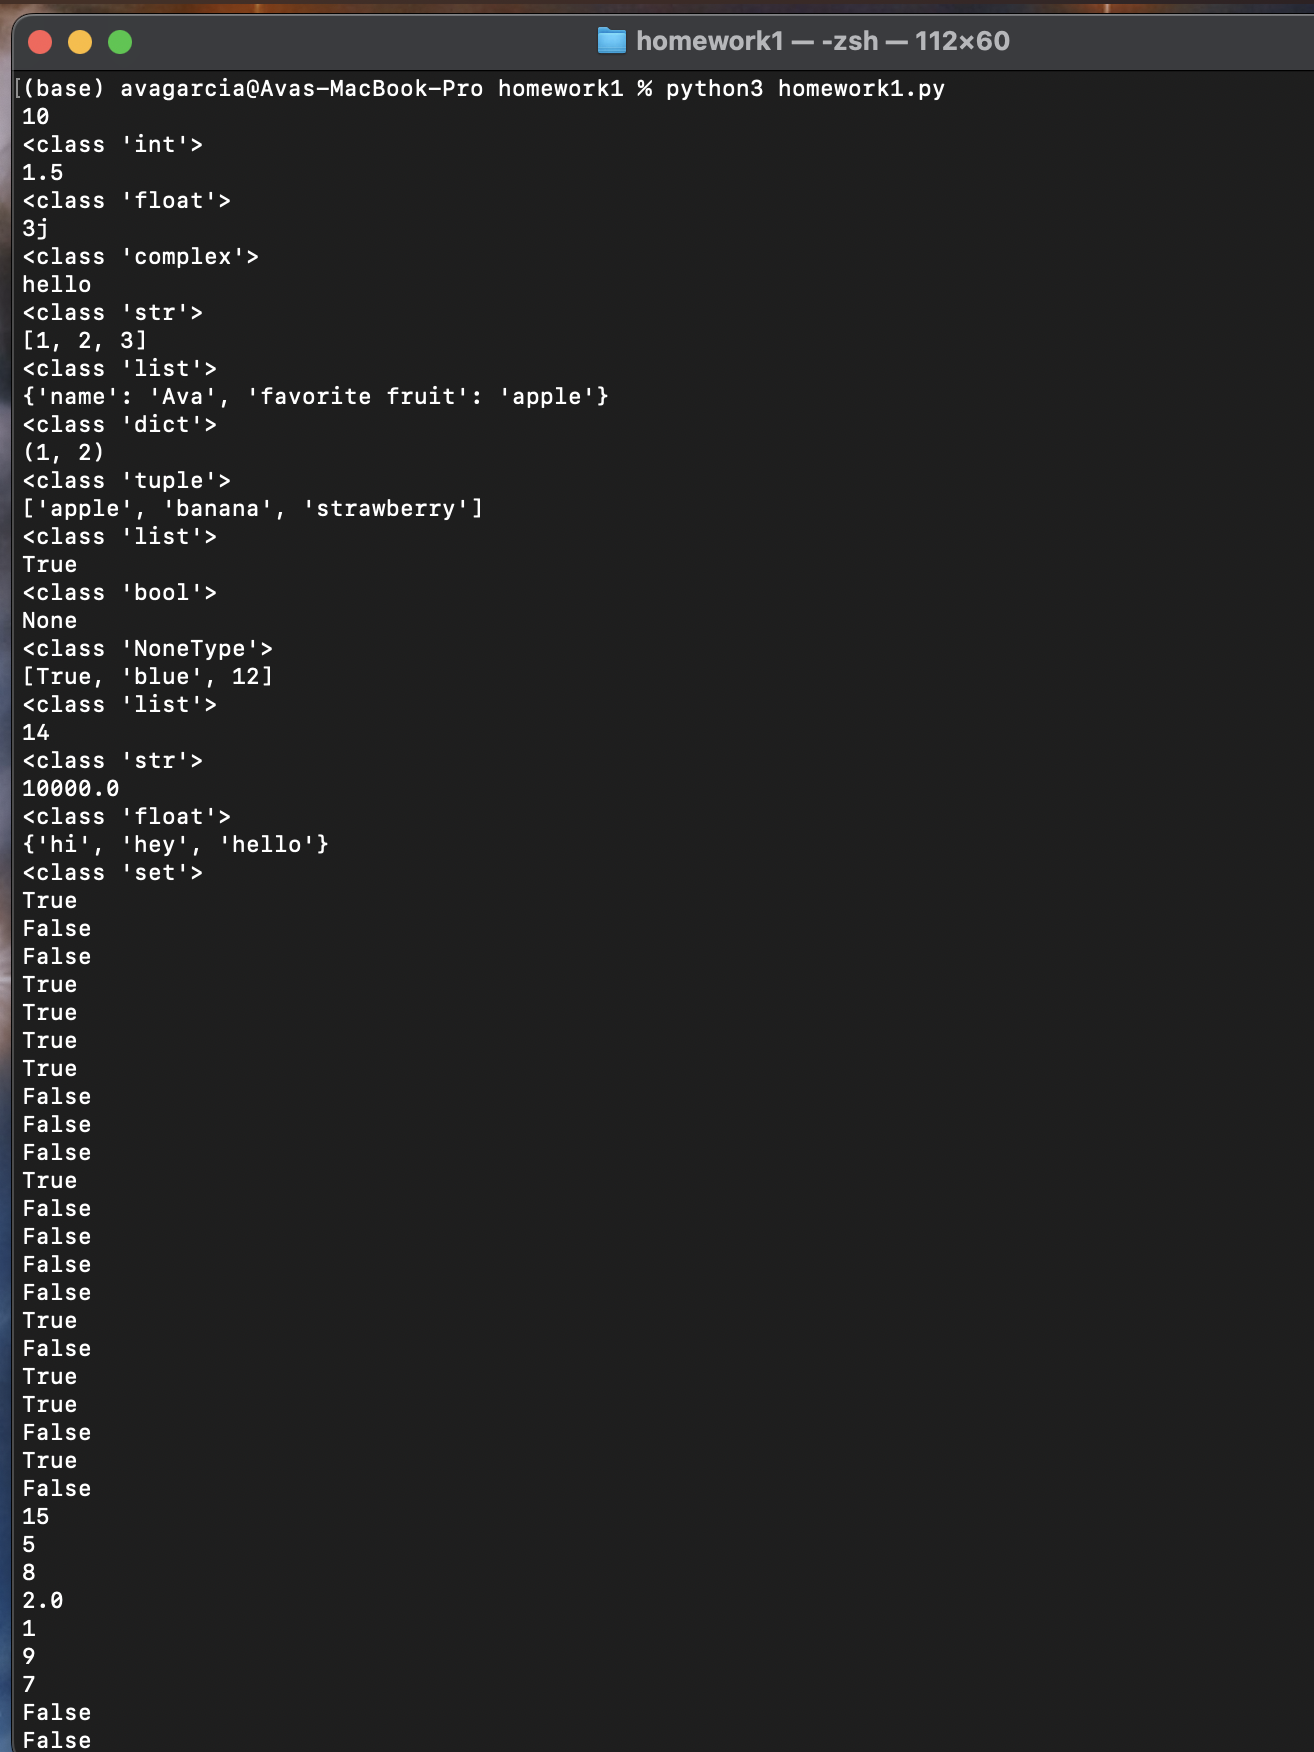 homework1 — -zsh — 112×60
(base) avagarcia@Avas-MacBook-Pro homework1 % python3 homework1.py
10
<class 'int'>
1.5
<class 'float'>
3j
<class 'complex'>
hello
<class 'str'>
[1, 2, 3]
<class 'list'>
{'name': 'Ava', 'favorite fruit': 'apple'}
<class 'dict'>
(1, 2)
<class 'tuple'>
['apple', 'banana', 'strawberry']
<class 'list'>
True
<class 'bool'>
None
<class 'NoneType'>
[True, 'blue', 12]
<class 'list'>
14
<class 'str'>
10000.0
<class 'float'>
{'hi', 'hey', 'hello'}
<class 'set'>
True
False
False
True
True
True
True
False
False
False
True
False
False
False
False
True
False
True
True
False
True
False
15
5
8
2.0
1
9
7
False
False